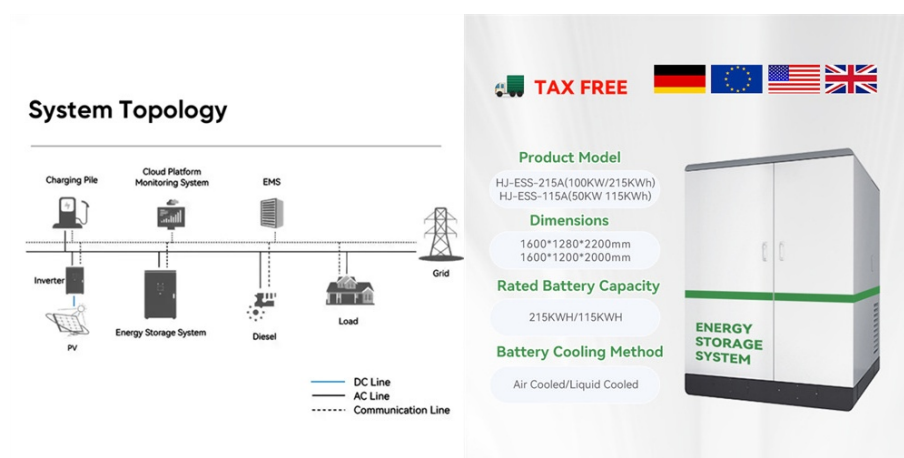 System Topology
Charging Pile
Cloud Platform
Monitoring System
EMS
Grid
Inverter
PV
Energy Storage System
Diesel
Load
DC Line
AC Line
Communication Line
TAX FREE
Product Model
HJ-ESS-215A(100KW/215KWh)
HJ-ESS-115A(50KW 115KWh)
Dimensions
1600*1280*2200mm
1600*1200*2000mm
Rated Battery Capacity
215KWH/115KWH
Battery Cooling Method
Air Cooled/Liquid Cooled
ENERGY
STORAGE
SYSTEM